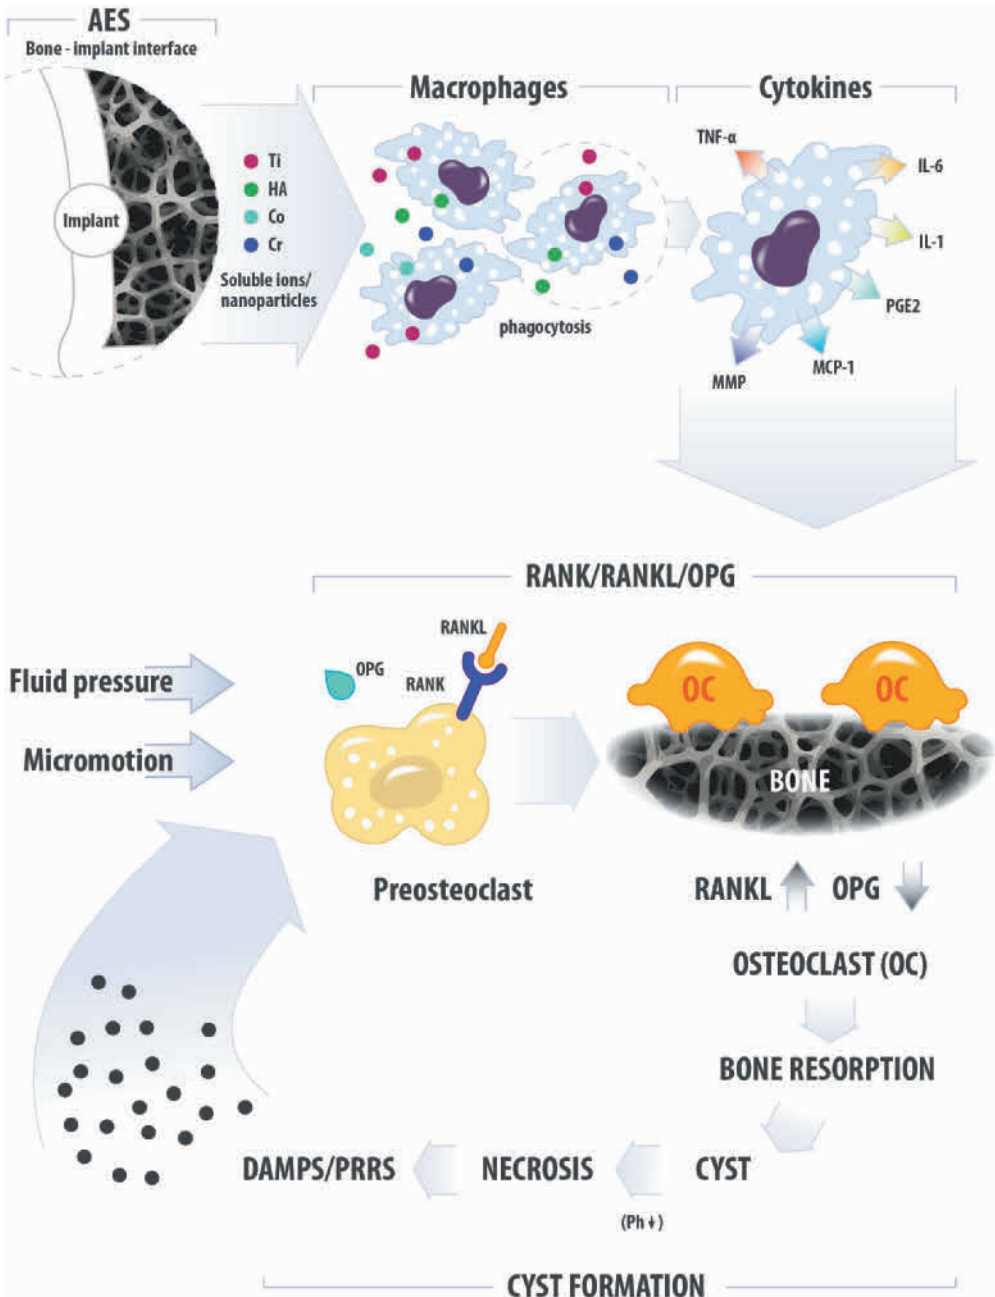 AES
Bone - implant interface
Implant
Ti
HA
Co
Cr
Soluble ions/
nanoparticles
Macrophages
phagocytosis
Cytokines
TNF-α
IL-6
IL-1
PGE2
MCP-1
MMP
RANK/RANKL/OPG
Fluid pressure
Micromotion
OPG
RANKL
RANK
Preosteoclast
OC
OC
BONE
RANKL OPG
OSTEOCLAST (OC)
BONE RESORPTION
DAMPS/PRRS NECROSIS CYST
(Ph ↓)
CYST FORMATION